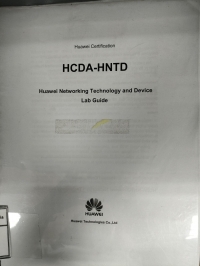 Huawei Certification
HCDA-HNTD
Huawei Networking Technology and Device
Lab Guide
HUAWEI
Huawei Technologies Co.,Ltd